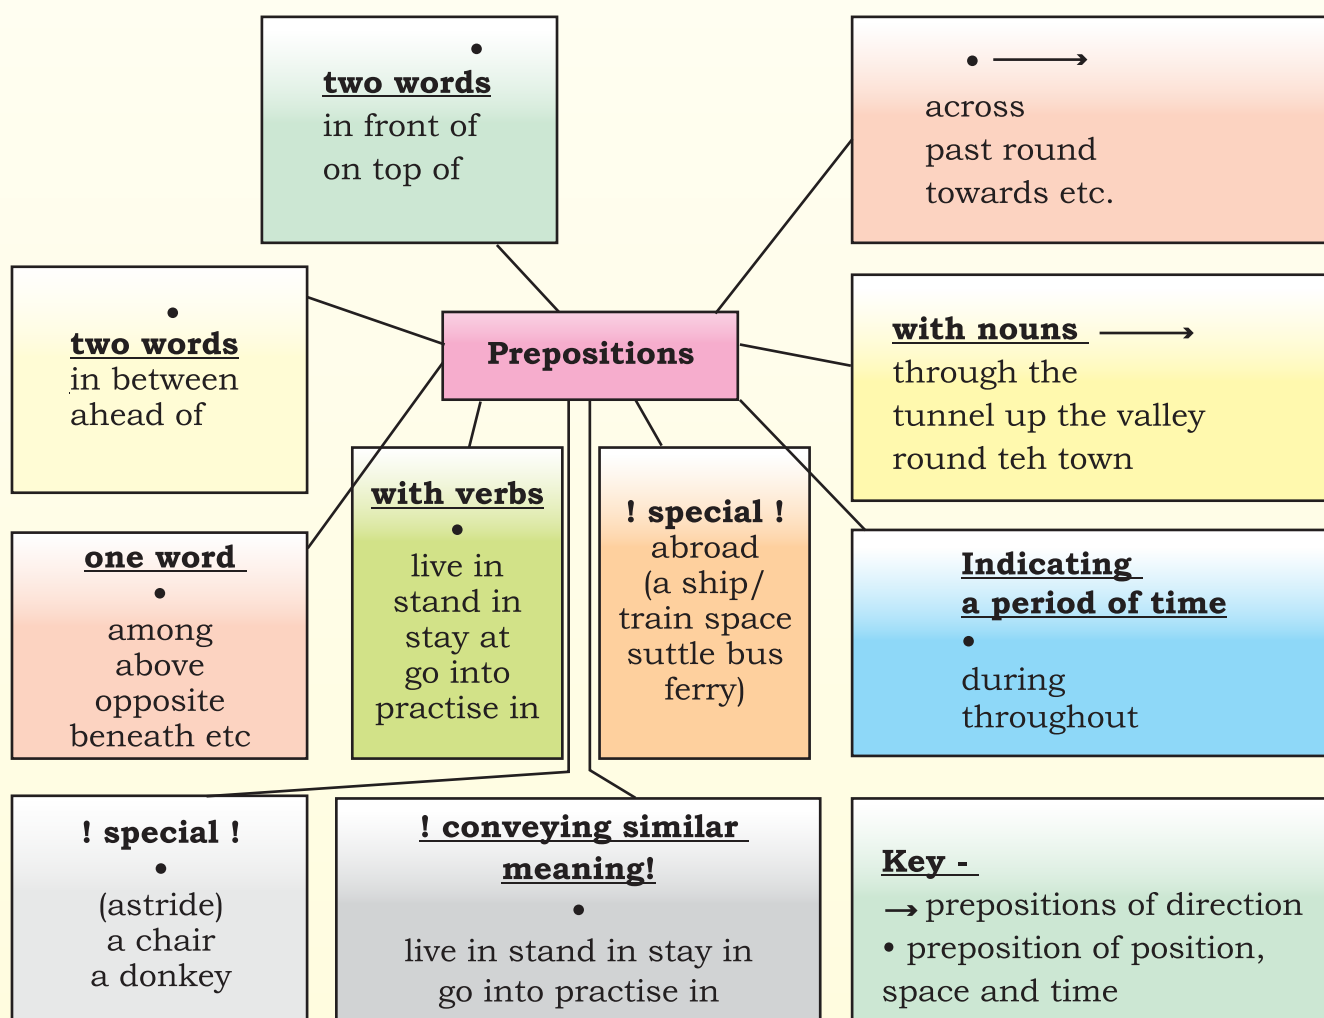 •
two words
in front of
on top of
• →
across
past round
towards etc.
•
two words
in between
ahead of
Prepositions
with nouns →
through the
tunnel up the valley
round teh town
one word
•
among
above
opposite
beneath etc
with verbs
•
live in
stand in
stay at
go into
practise in
! special !
abroad
(a ship/
train space
suttle bus
ferry)
Indicating
a period of time
•
during
throughout
! special !
•
(astride)
a chair
a donkey
! conveying similar
meaning!
•
live in stand in stay in
go into practise in
Key -
→ prepositions of direction
• preposition of position,
space and time